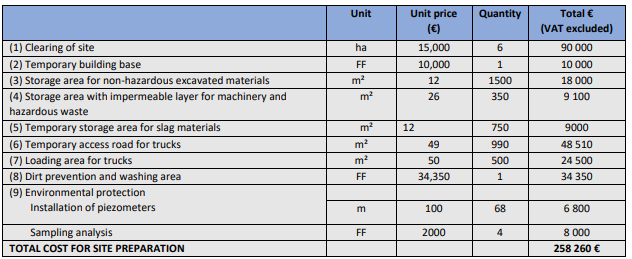 Unit Unit price Quantity Total €
(€) (VAT excluded)
(1) Clearing of site ha 15,000 6 90 000
(2) Temporary building base FF 10,000 1 10 000
(3) Storage area for non-hazardous excavated materials m² 12 1500 18 000
(4) Storage area with impermeable layer for machinery and m² 26 350 9 100
hazardous waste
(5) Temporary storage area for slag materials m² 12 750 9000
(6) Temporary access road for trucks m² 49 990 48 510
(7) Loading area for trucks m² 50 500 24 500
(8) Dirt prevention and washing area FF 34,350 1 34 350
(9) Environmental protection
Installation of piezometers m 100 68 6 800
Sampling analysis FF 2000 4 8 000
TOTAL COST FOR SITE PREPARATION 258 260 €